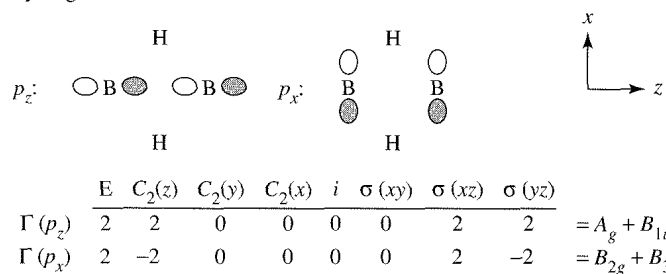 H H x
p_z: B B p_x: B B z
H H
E C_2(z) C_2(y) C_2(x) i σ(xy) σ(xz) σ(yz)
Γ(p_z) 2 2 0 0 0 0 2 2 = A_g + B_1
Γ(p_x) 2 −2 0 0 0 0 2 −2 = B_2g + B